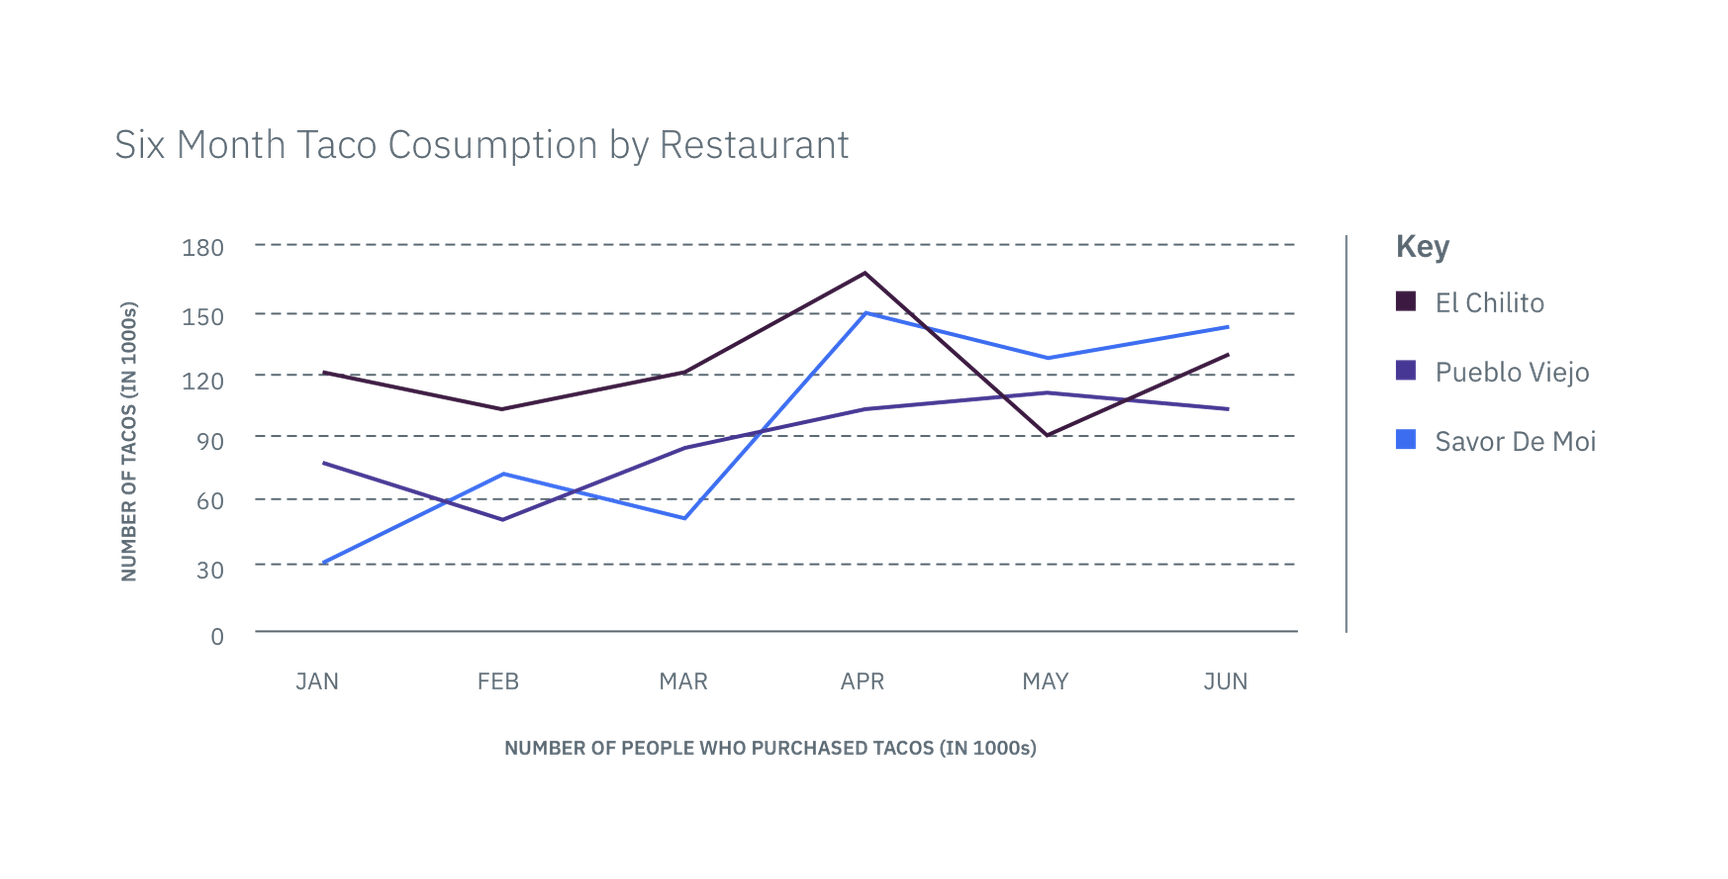 Six Month Taco Cosumption by Restaurant
NUMBER OF TACOS (IN 1000s)
180
150
120
90
60
30
0
JAN FEB MAR APR MAY JUN
NUMBER OF PEOPLE WHO PURCHASED TACOS (IN 1000s)
Key
El Chilito
Pueblo Viejo
Savor De Moi